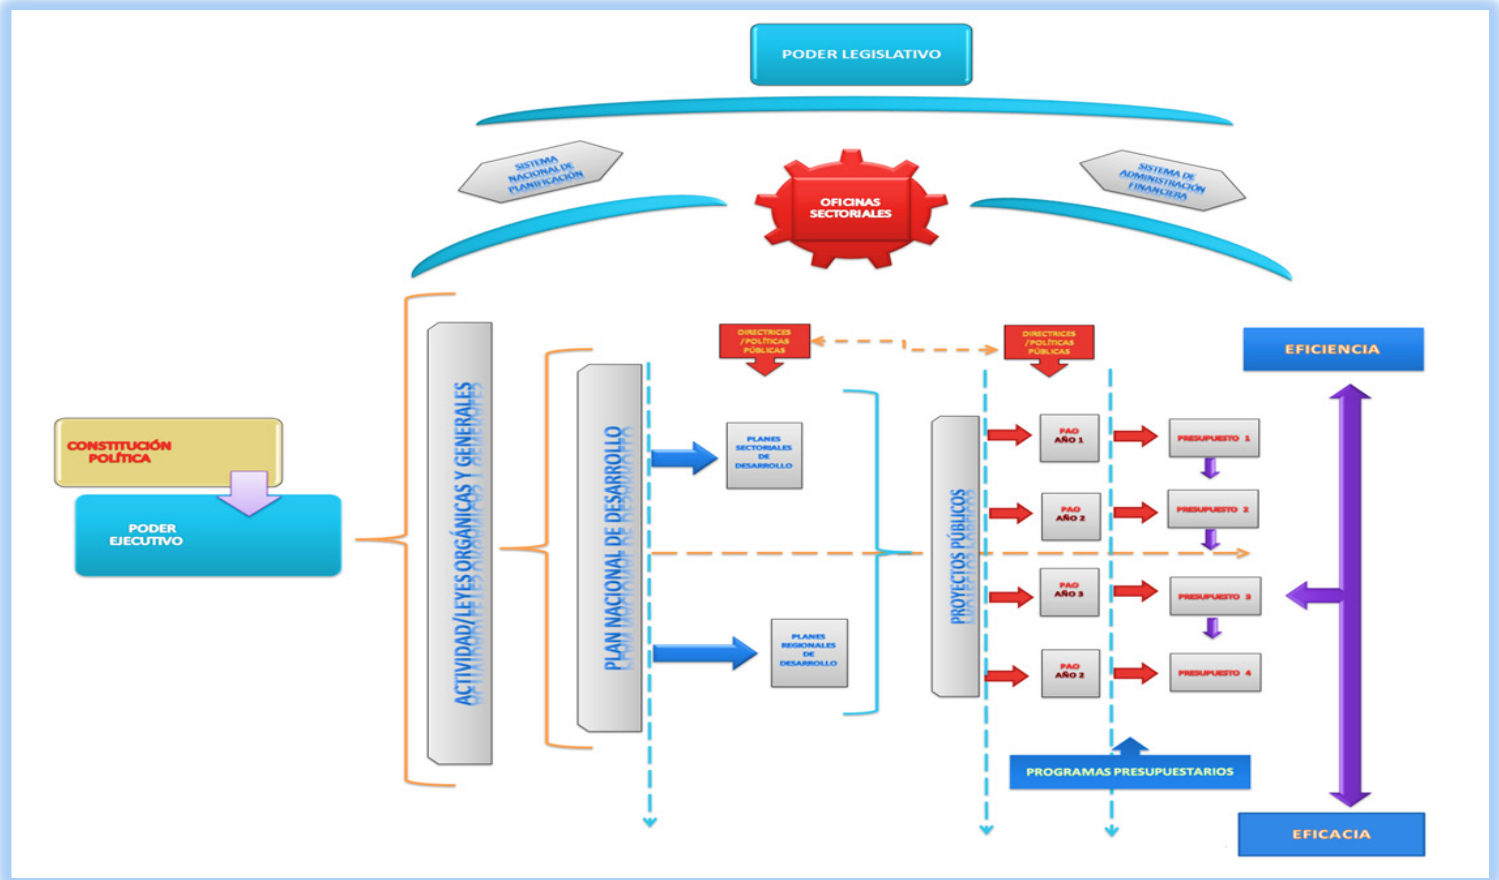 PODER LEGISLATIVO
SISTEMA
NACIONAL DE
PLANIFICACIÓN
OFICINAS
SECTORIALES
SISTEMA DE
ADMINISTRACIÓN
FINANCIERA
CONSTITUCIÓN
POLÍTICA
PODER
EJECUTIVO
ACTIVIDAD/LEYES ORGÁNICAS Y GENERALES
PLAN NACIONAL DE DESARROLLO
DIRECTRICES
/POLÍTICAS
PÚBLICAS
PLANES
SECTORIALES
DE
DESARROLLO
PLANES
REGIONALES
DE
DESARROLLO
PROYECTOS PÚBLICOS
DIRECTRICES
/POLÍTICAS
PÚBLICAS
PAO
AÑO 1
PRESUPUESTO 1
PAO
AÑO 2
PRESUPUESTO 2
PAO
AÑO 3
PRESUPUESTO 3
PAO
AÑO 2
PRESUPUESTO 4
PROGRAMAS PRESUPUESTARIOS
EFICIENCIA
EFICACIA